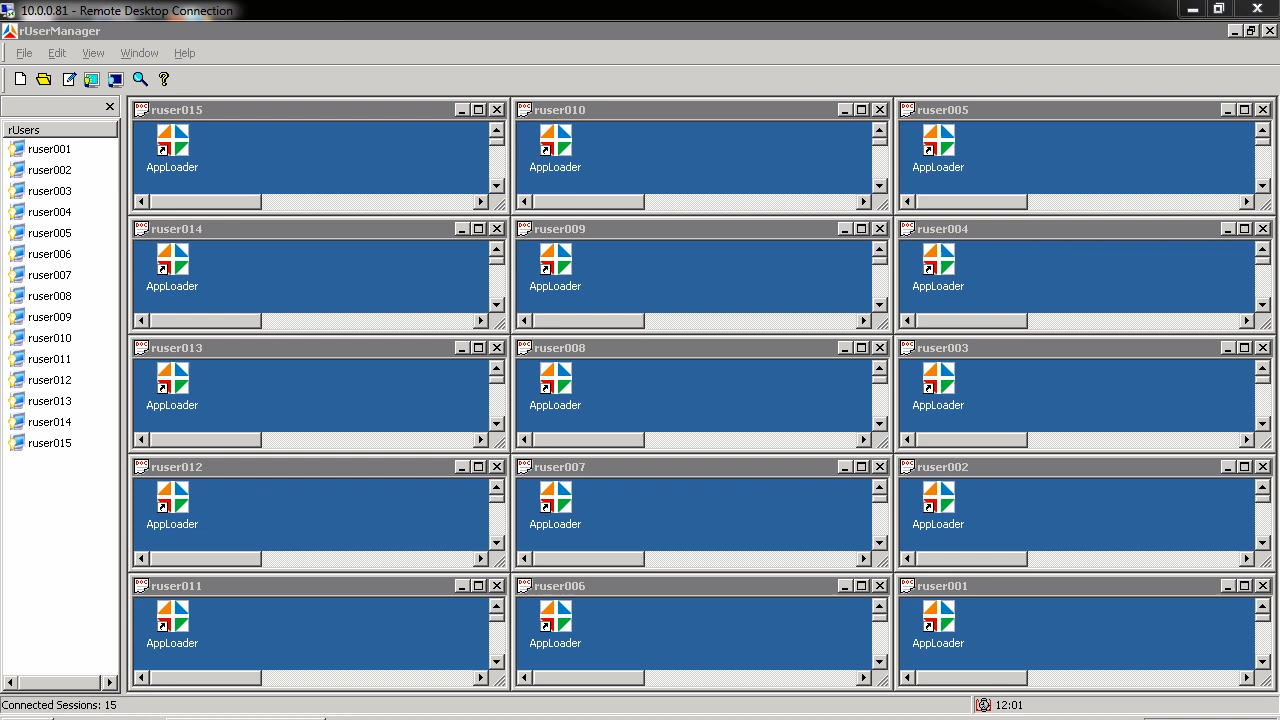 10.0.0.81 - Remote Desktop Connection
rUserManager
File Edit View Window Help
rUsers
ruser001
ruser002
ruser003
ruser004
ruser005
ruser006
ruser007
ruser008
ruser009
ruser010
ruser011
ruser012
ruser013
ruser014
ruser015
ruser015 ruser010 ruser005
AppLoader AppLoader AppLoader
ruser014 ruser009 ruser004
AppLoader AppLoader AppLoader
ruser013 ruser008 ruser003
AppLoader AppLoader AppLoader
ruser012 ruser007 ruser002
AppLoader AppLoader AppLoader
ruser011 ruser006 ruser001
AppLoader AppLoader AppLoader
Connected Sessions: 15 12:01